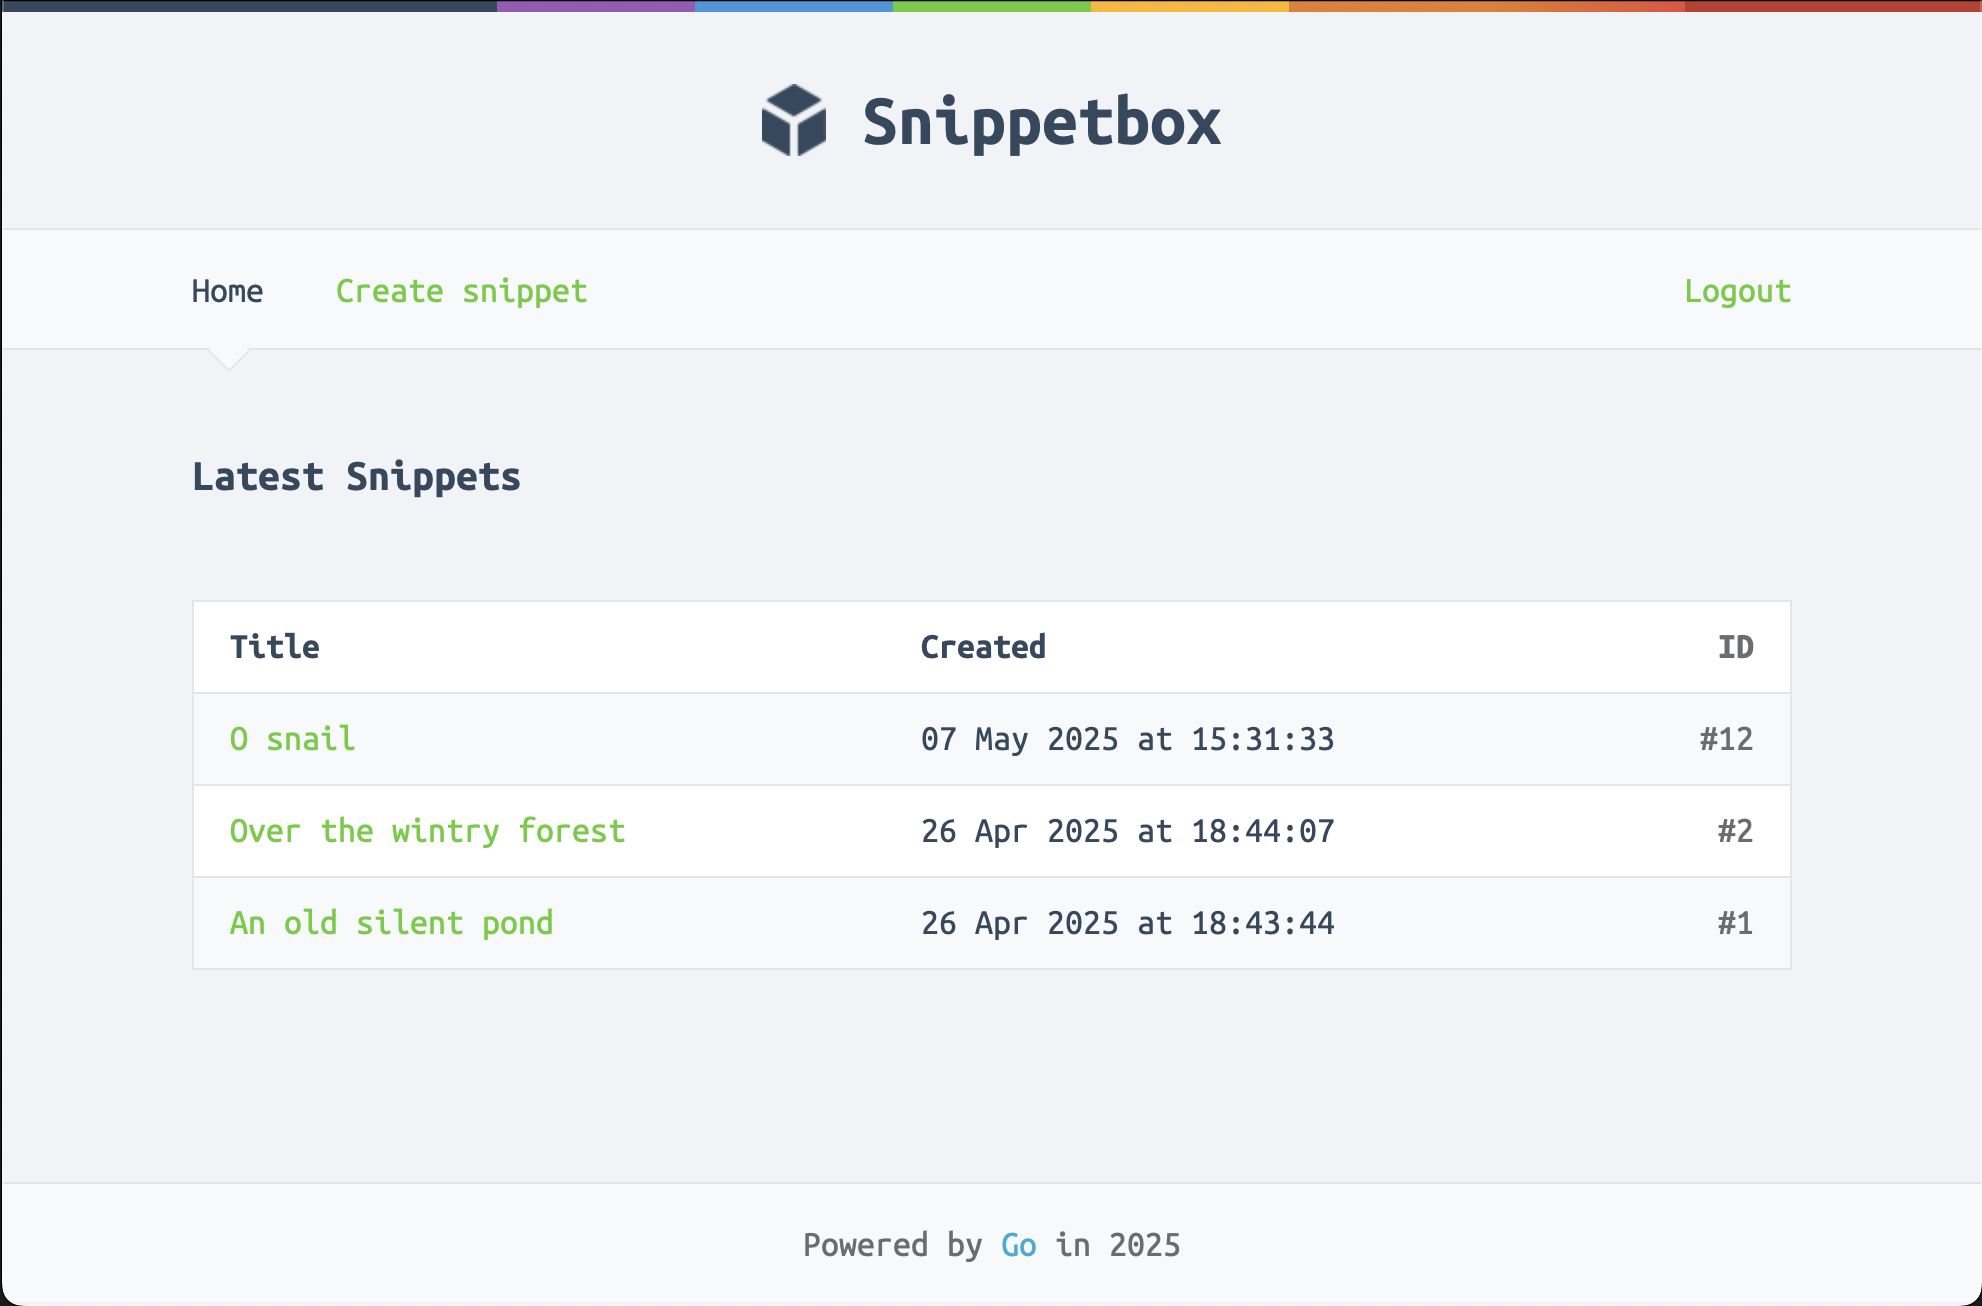 Snippetbox
Home Create snippet Logout
Latest Snippets
Title Created ID
O snail 07 May 2025 at 15:31:33 #12
Over the wintry forest 26 Apr 2025 at 18:44:07 #2
An old silent pond 26 Apr 2025 at 18:43:44 #1
Powered by Go in 2025